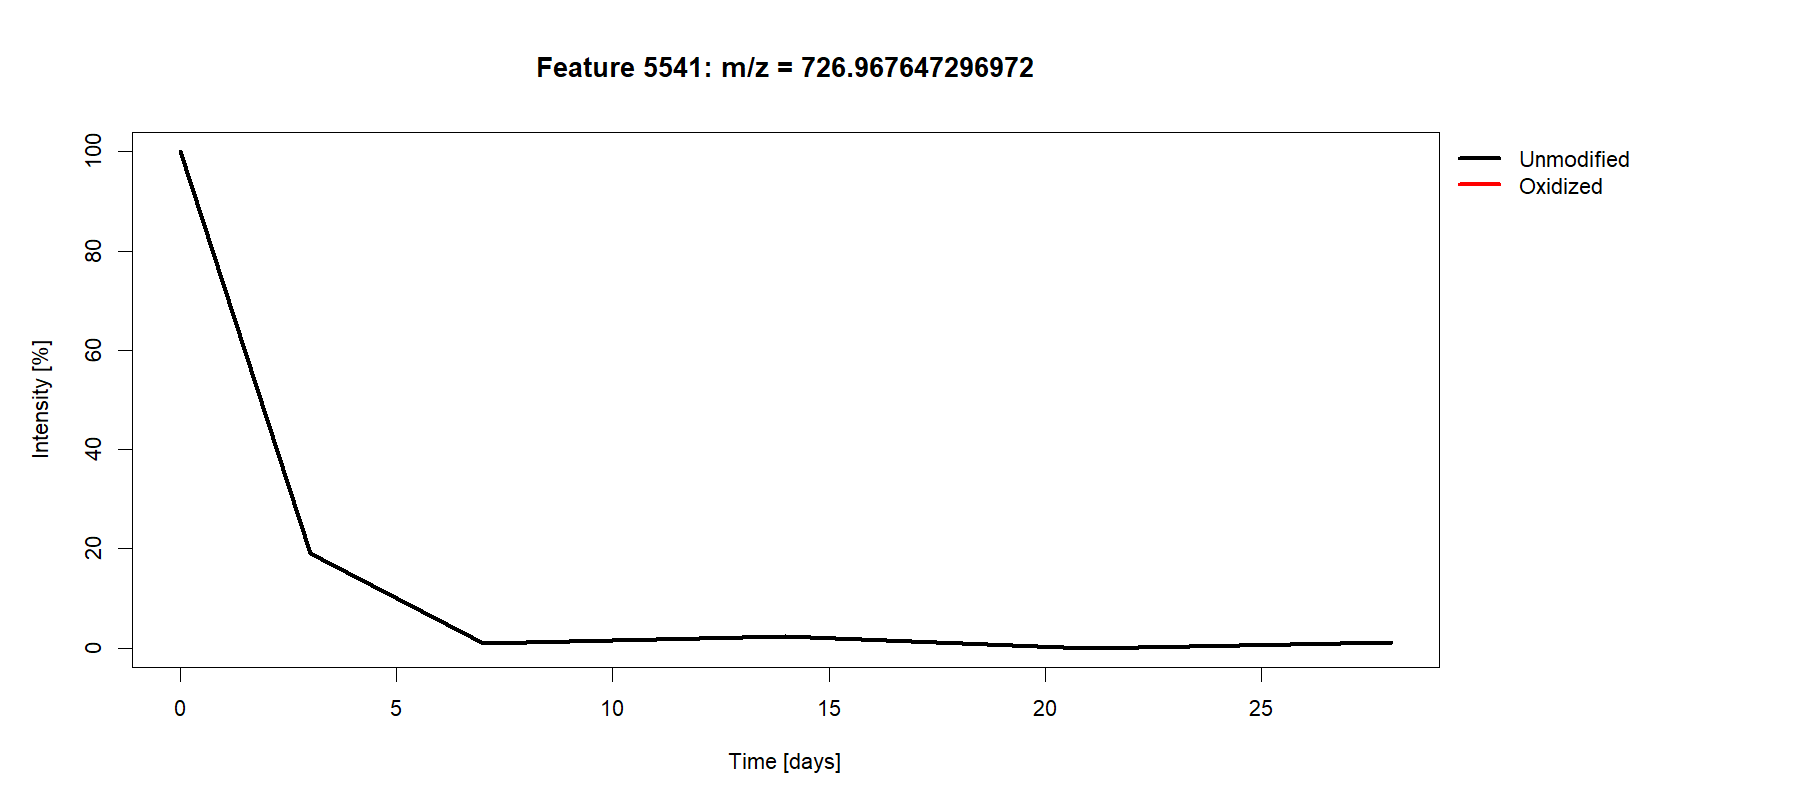 Feature 5541: m/z = 726.967647296972
Unmodified
Oxidized
Intensity [%]
100
80
60
40
20
0
0 5 10 15 20 25
Time [days]